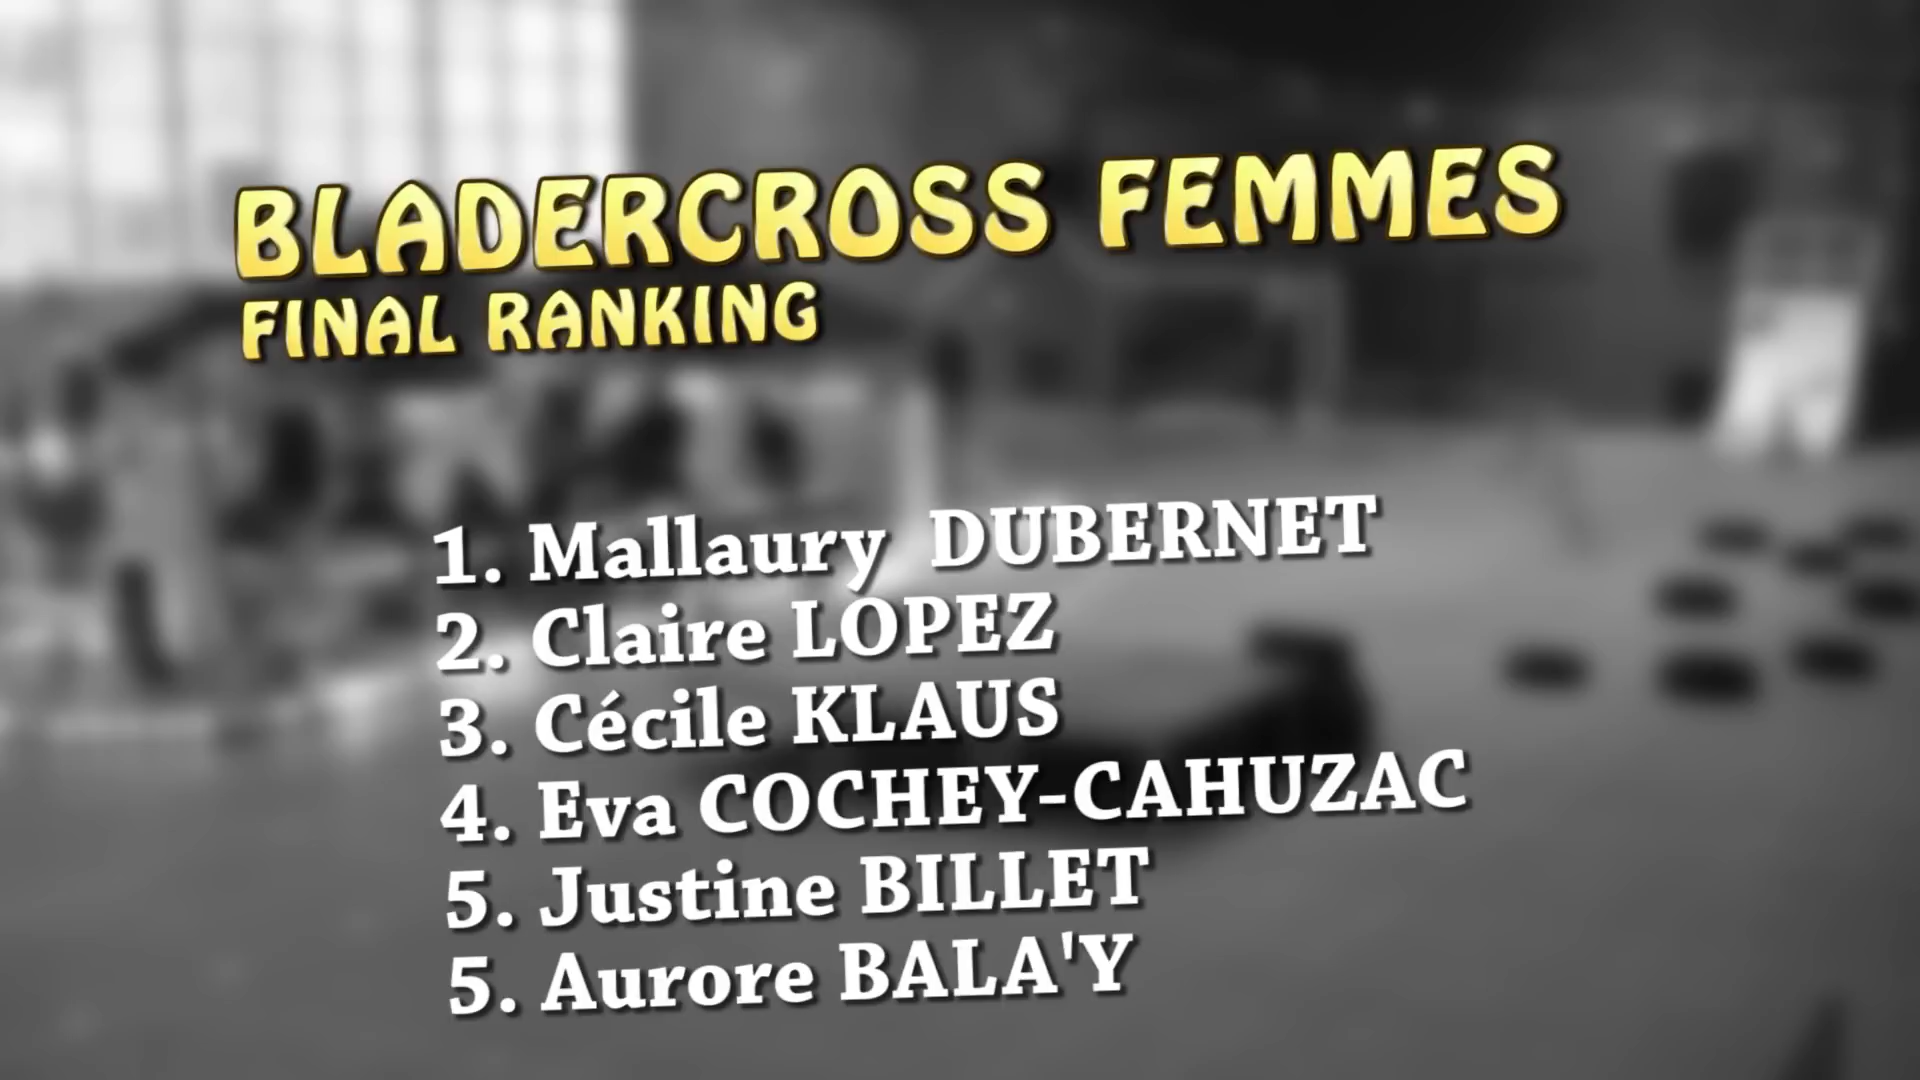 BLADERCROSS FEMMES
FINAL RANKING
1. Mallaury DUBERNET
2. Claire LOPEZ
3. Cécile KLAUS
4. Eva COCHEY-CAHUZAC
5. Justine BILLET
5. Aurore BALA'Y